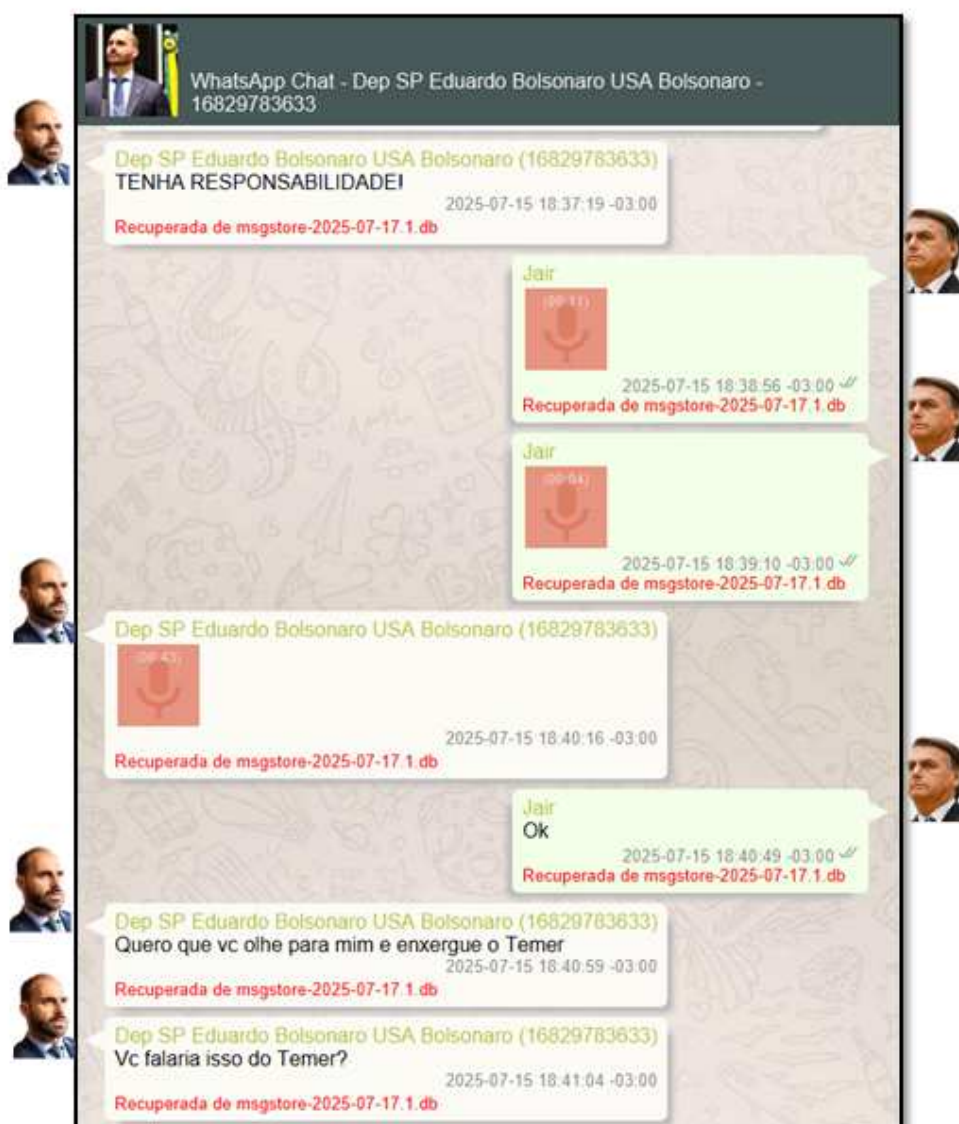 WhatsApp Chat - Dep SP Eduardo Bolsonaro USA Bolsonaro -
16829783633
Dep SP Eduardo Bolsonaro USA Bolsonaro (16829783633)
TENHA RESPONSABILIDADE!
2025-07-15 18:37:19 -03:00
Recuperada de msgstore-2025-07-17.1.db
Jair
(00:11)
2025-07-15 18:38:56 -03:00
Recuperada de msgstore-2025-07-17.1.db
Jair
(00:04)
2025-07-15 18:39:10 -03:00
Recuperada de msgstore-2025-07-17.1.db
Dep SP Eduardo Bolsonaro USA Bolsonaro (16829783633)
(00:43)
2025-07-15 18:40:16 -03:00
Recuperada de msgstore-2025-07-17.1.db
Jair
Ok
2025-07-15 18:40:49 -03:00
Recuperada de msgstore-2025-07-17.1.db
Dep SP Eduardo Bolsonaro USA Bolsonaro (16829783633)
Quero que vc olhe para mim e enxergue o Temer
2025-07-15 18:40:59 -03:00
Recuperada de msgstore-2025-07-17.1.db
Dep SP Eduardo Bolsonaro USA Bolsonaro (16829783633)
Vc falaria isso do Temer?
2025-07-15 18:41:04 -03:00
Recuperada de msgstore-2025-07-17.1.db